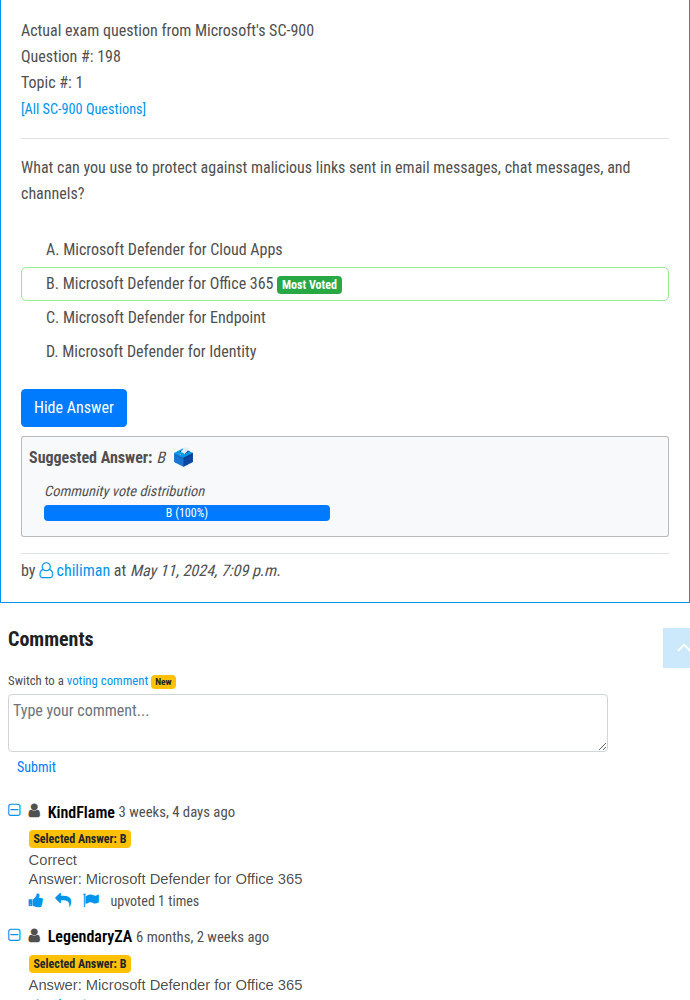 Actual exam question from Microsoft's SC-900
Question #: 198
Topic #: 1
[All SC-900 Questions]
What can you use to protect against malicious links sent in email messages, chat messages, and
channels?
A. Microsoft Defender for Cloud Apps
B. Microsoft Defender for Office 365 Most Voted
C. Microsoft Defender for Endpoint
D. Microsoft Defender for Identity
Hide Answer
Suggested Answer: B
Community vote distribution
B (100%)
by chiliman at May 11, 2024, 7:09 p.m.
Comments
Switch to a voting comment New
Type your comment...
Submit
KindFlame 3 weeks, 4 days ago
Selected Answer: B
Correct
Answer: Microsoft Defender for Office 365
upvoted 1 times
LegendaryZA 6 months, 2 weeks ago
Selected Answer: B
Answer: Microsoft Defender for Office 365